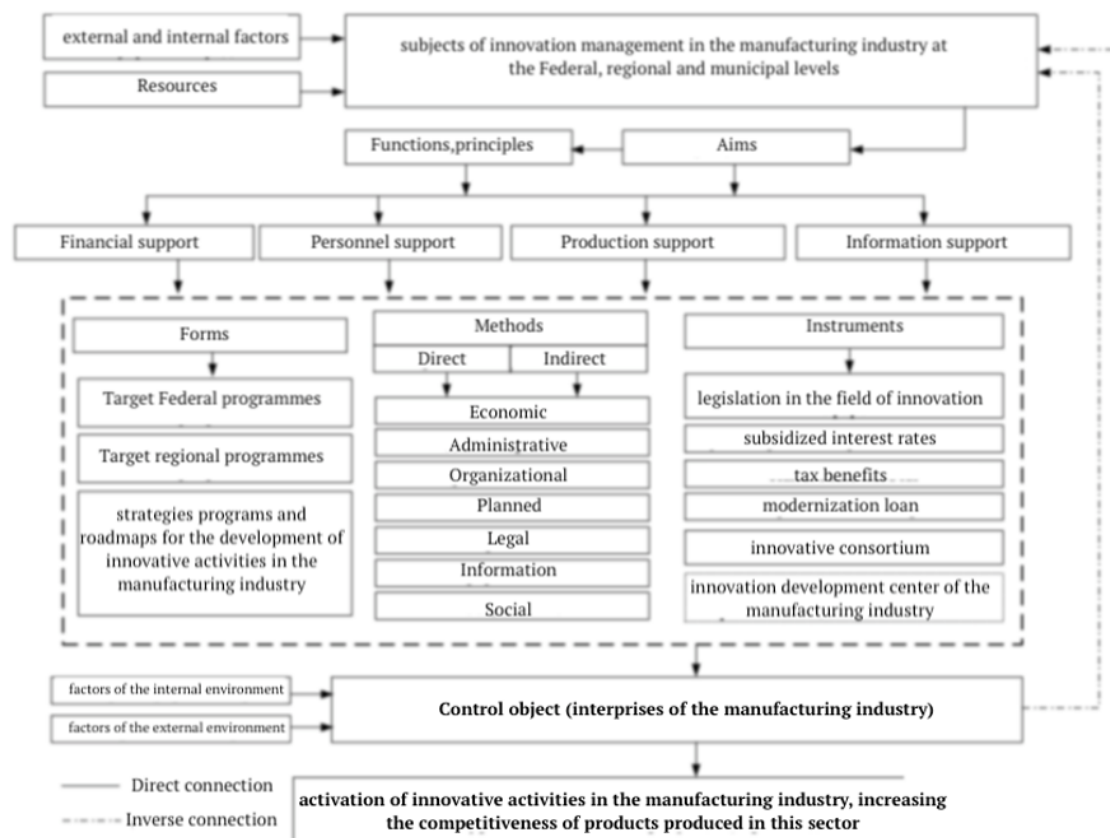 external and internal factors
Resources
subjects of innovation management in the manufacturing industry at
the Federal, regional and municipal levels
Functions,principles
Aims
Financial support
Personnel support
Production support
Information support
Forms
Target Federal programmes
Target regional programmes
strategies programs and
roadmaps for the development of
innovative activities in the
manufacturing industry
Methods
Direct
Indirect
Economic
Administrative
Organizational
Planned
Legal
Information
Social
Instruments
legislation in the field of innovation
subsidized interest rates
tax benefits
modernization loan
innovative consortium
innovation development center of the
manufacturing industry
factors of the internal environment
factors of the external environment
Control object (interprises of the manufacturing industry)
Direct connection
Inverse connection
activation of innovative activities in the manufacturing industry, increasing
the competitiveness of products produced in this sector